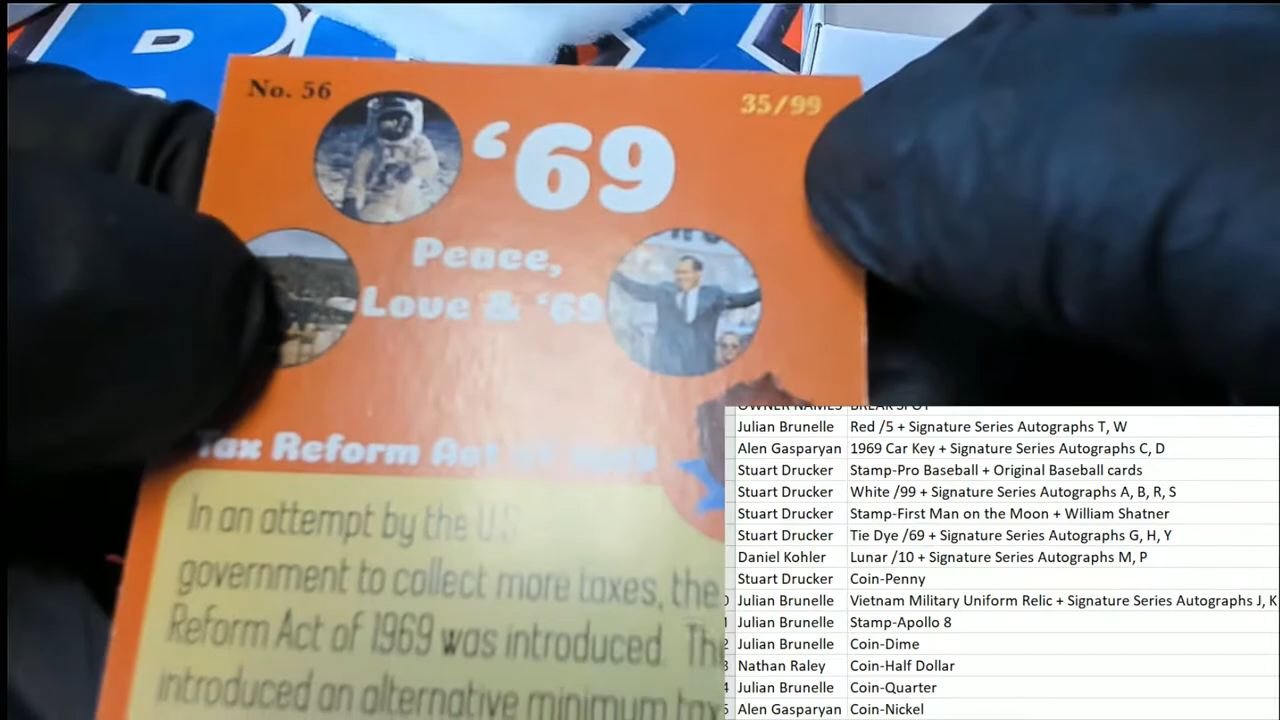 No. 56
35/99
‘69
Peace,
Love & ‘69
Tax Reform Act of 1969
In an attempt by the U.S
government to collect more taxes, the
Reform Act of 1969 was introduced. Th
introduced an alternative minimum tax
OWNER NAMES BREAK SPOT
Julian Brunelle Red /5 + Signature Series Autographs T, W
Alen Gasparyan 1969 Car Key + Signature Series Autographs C, D
Stuart Drucker Stamp-Pro Baseball + Original Baseball cards
Stuart Drucker White /99 + Signature Series Autographs A, B, R, S
Stuart Drucker Stamp-First Man on the Moon + William Shatner
Stuart Drucker Tie Dye /69 + Signature Series Autographs G, H, Y
Daniel Kohler Lunar /10 + Signature Series Autographs M, P
Stuart Drucker Coin-Penny
Julian Brunelle Vietnam Military Uniform Relic + Signature Series Autographs J, K
Julian Brunelle Stamp-Apollo 8
Julian Brunelle Coin-Dime
Nathan Raley Coin-Half Dollar
Julian Brunelle Coin-Quarter
Alen Gasparyan Coin-Nickel